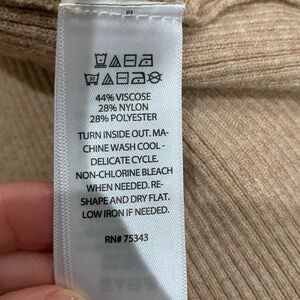 44% VISCOSE
28% NYLON
28% POLYESTER
TURN INSIDE OUT. MA-
CHINE WASH COOL -
DELICATE CYCLE.
NON-CHLORINE BLEACH
WHEN NEEDED. RE-
SHAPE AND DRY FLAT.
LOW IRON IF NEEDED.
RN# 75343